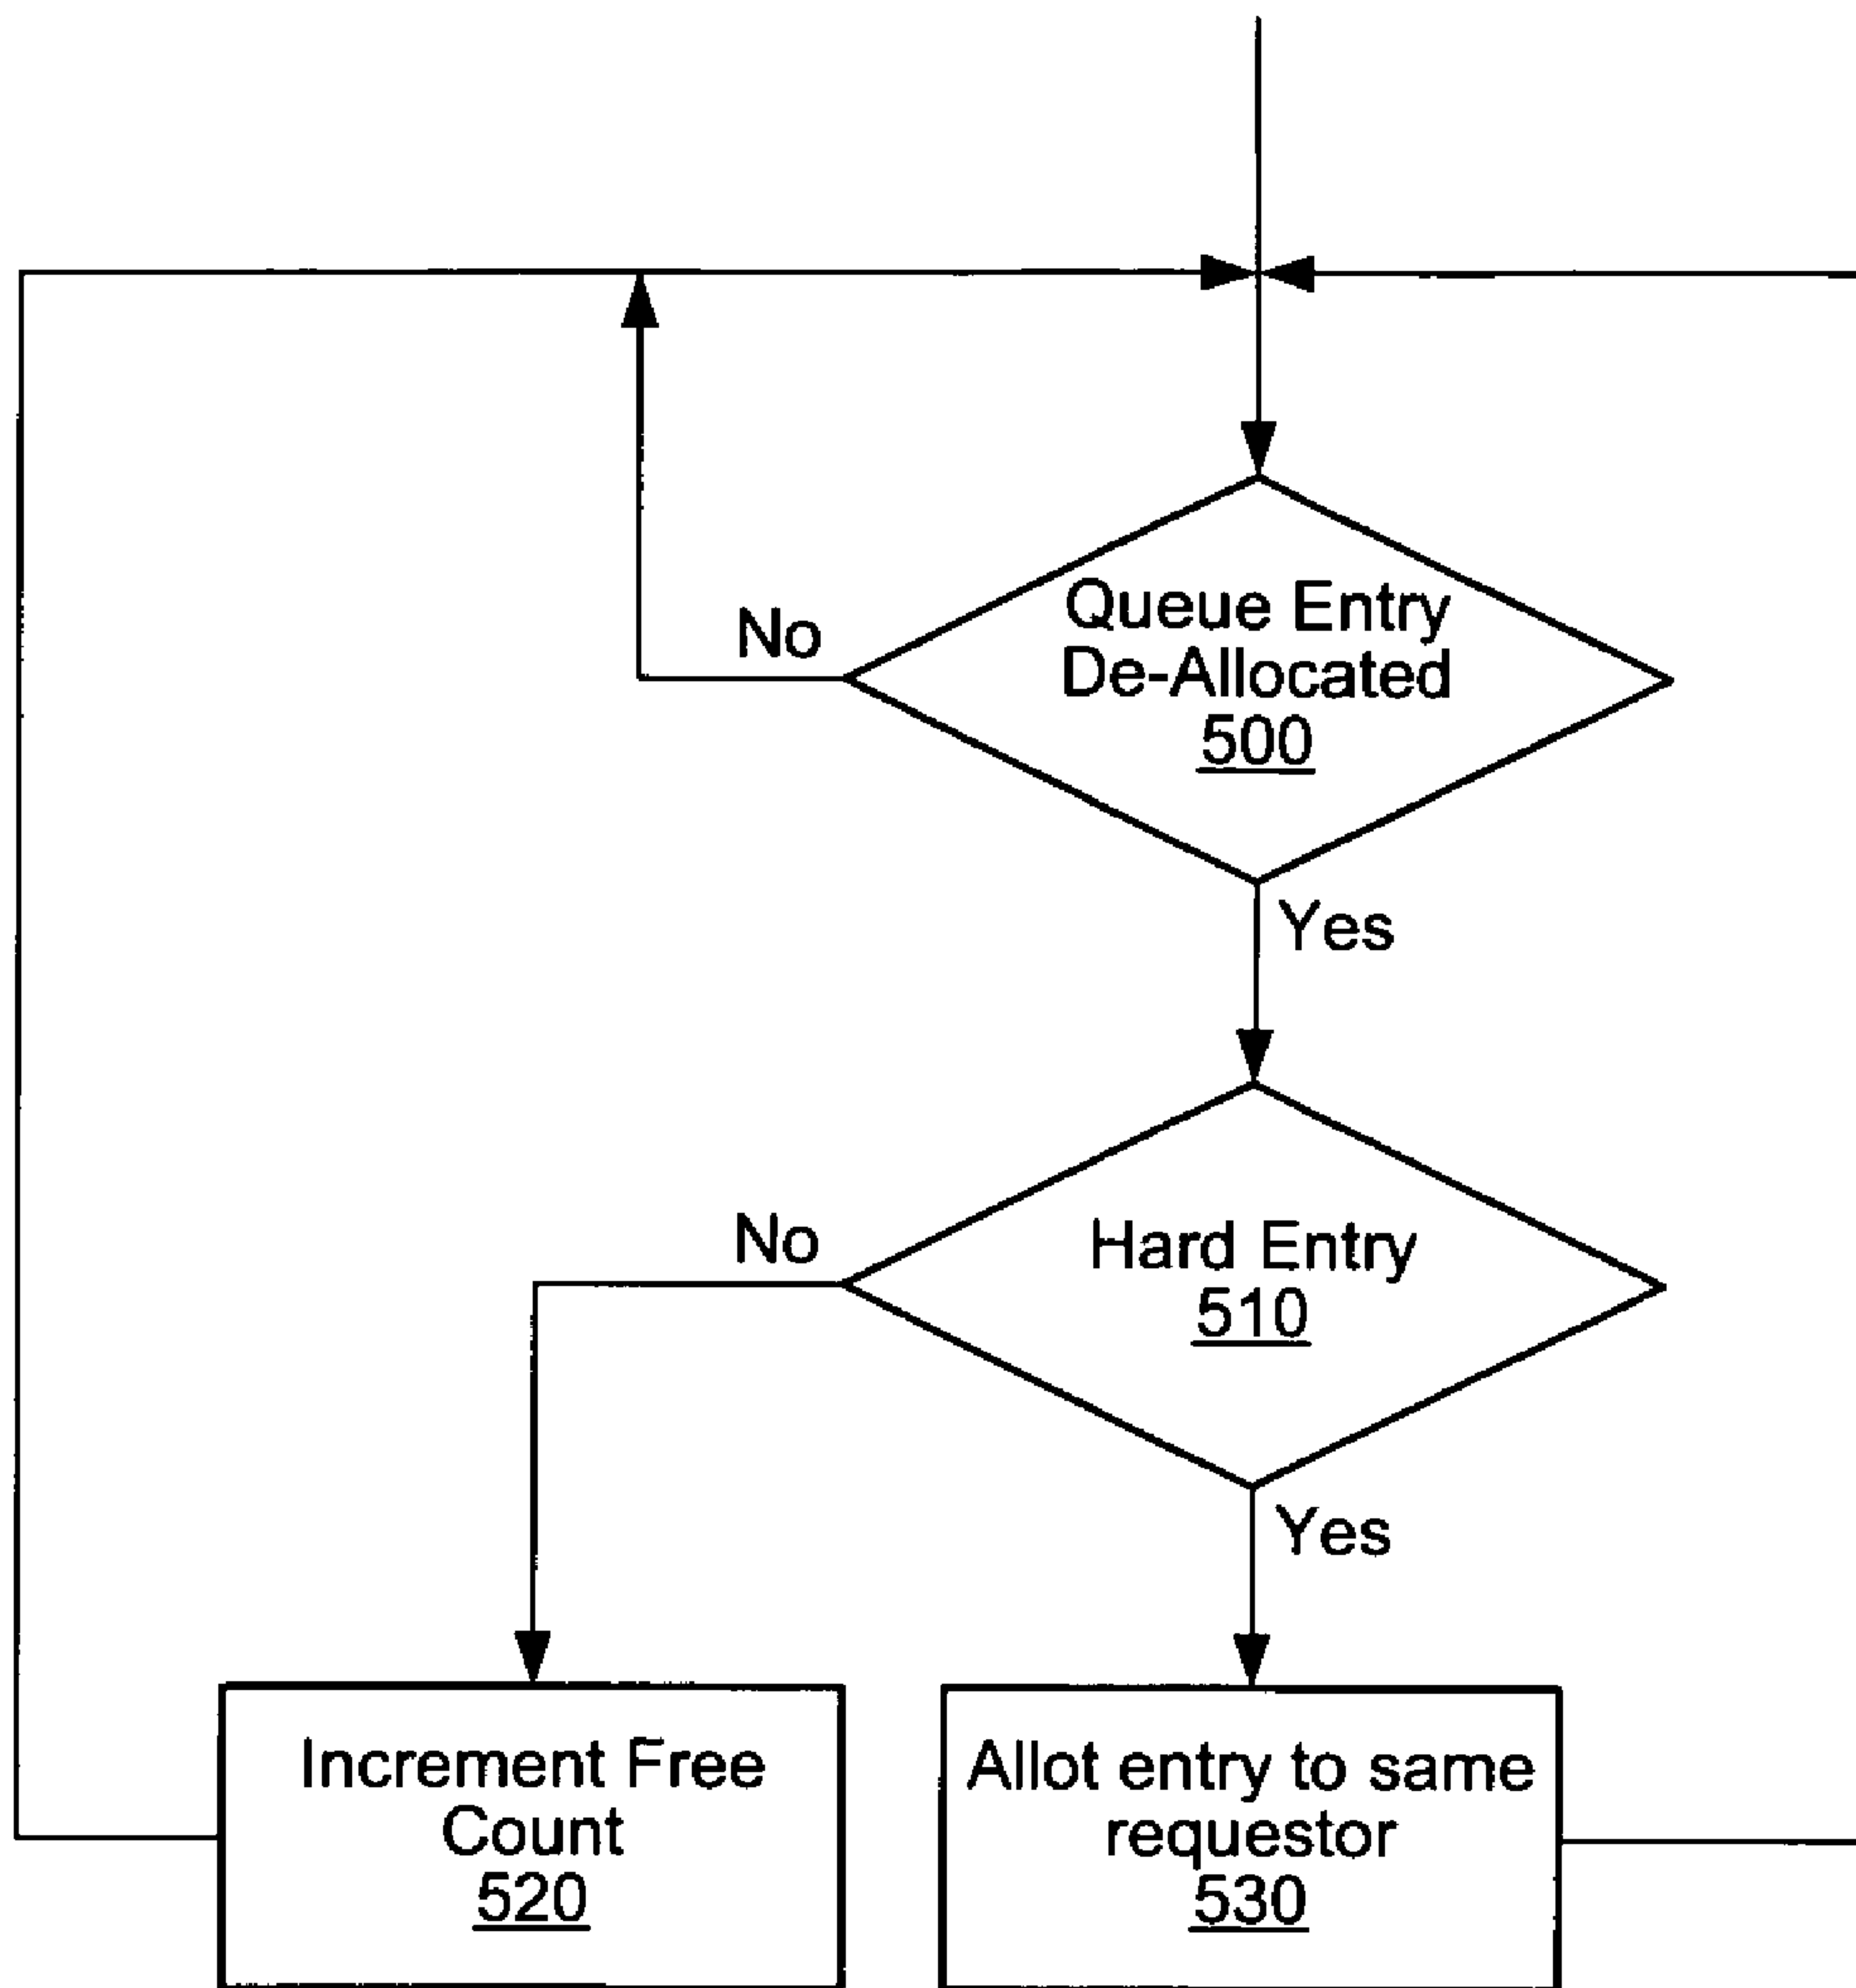 Queue Entry
De-Allocated
500
No
Yes
Hard Entry
510
No
Yes
Increment Free
Count
520
Allot entry to same
requestor
530